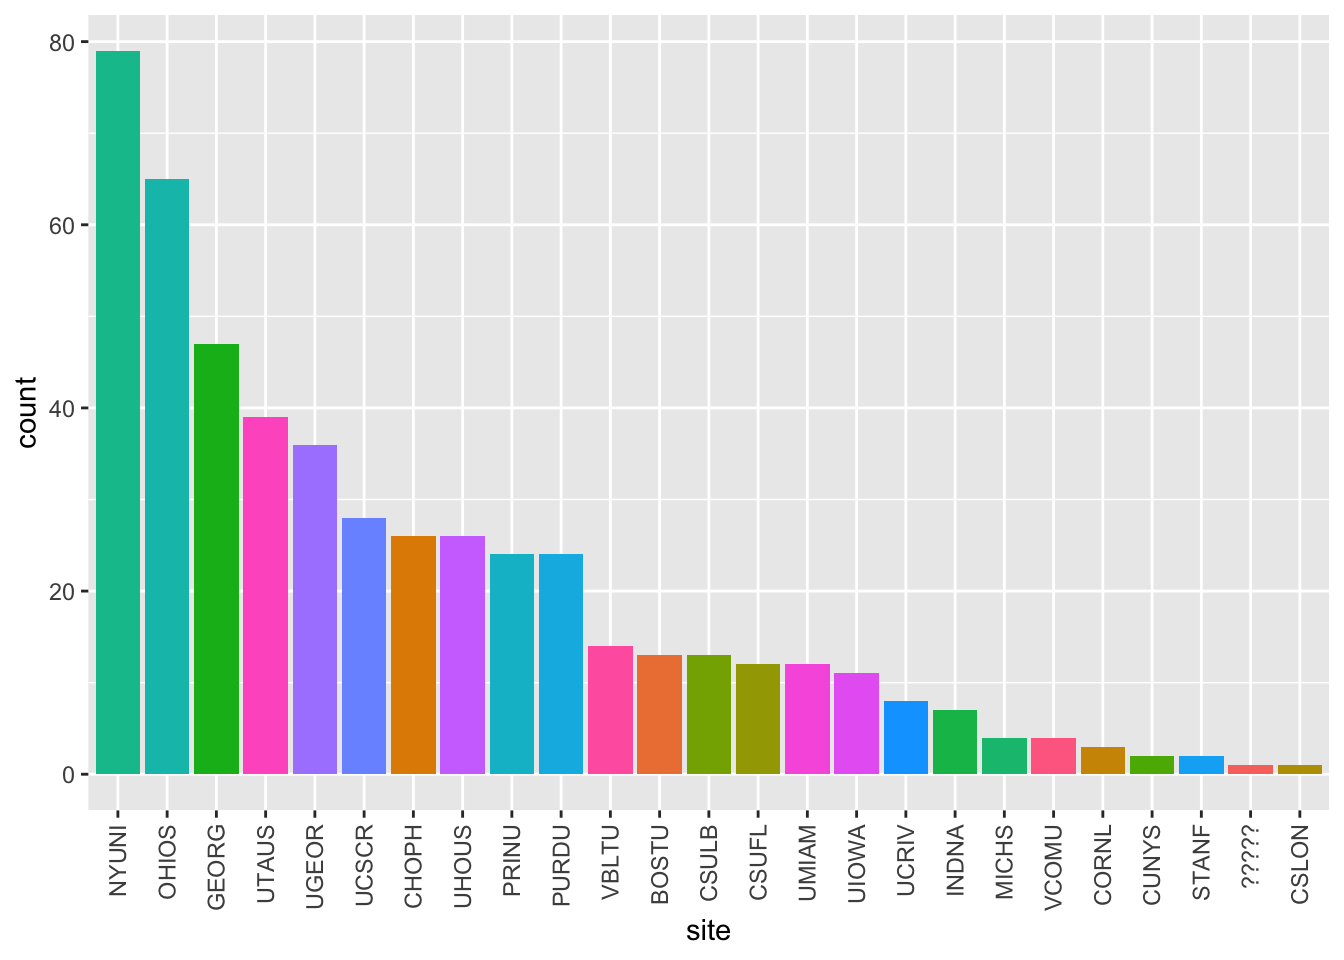 80
60
40
20
0
count
NYUNI
OHIOS
GEORG
UTAUS
UGEOR
UCSCR
CHOPH
UHOUS
PRINU
PURDU
VBLTU
BOSTU
CSULB
CSUFL
UMIAM
UIOWA
UCRIV
INDNA
MICHS
VCOMU
CORNL
CUNYS
STANF
?????
CSLON
site